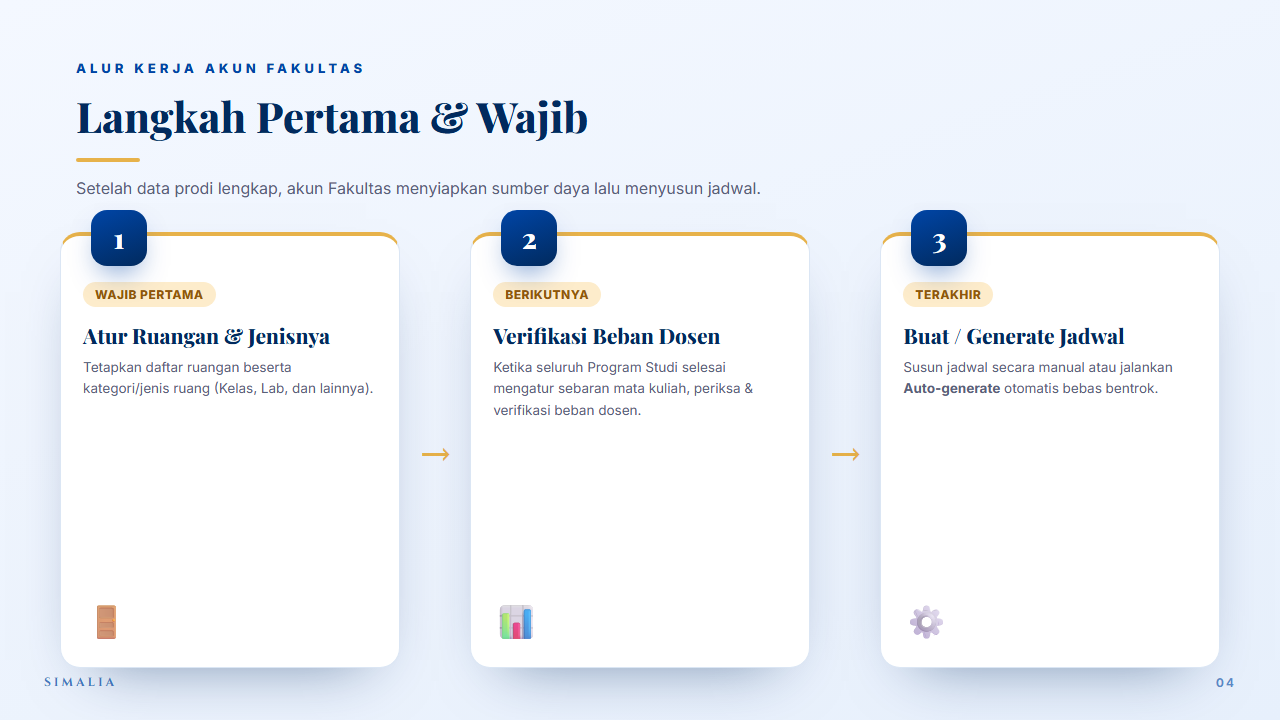 ALUR KERJA AKUN FAKULTAS
Langkah Pertama & Wajib
Setelah data prodi lengkap, akun Fakultas menyiapkan sumber daya lalu menyusun jadwal.
1
WAJIB PERTAMA
Atur Ruangan & Jenisnya
Tetapkan daftar ruangan beserta
kategori/jenis ruang (Kelas, Lab, dan lainnya).
→
2
BERIKUTNYA
Verifikasi Beban Dosen
Ketika seluruh Program Studi selesai
mengatur sebaran mata kuliah, periksa &
verifikasi beban dosen.
→
3
TERAKHIR
Buat / Generate Jadwal
Susun jadwal secara manual atau jalankan
Auto-generate otomatis bebas bentrok.
SIMALIA
04